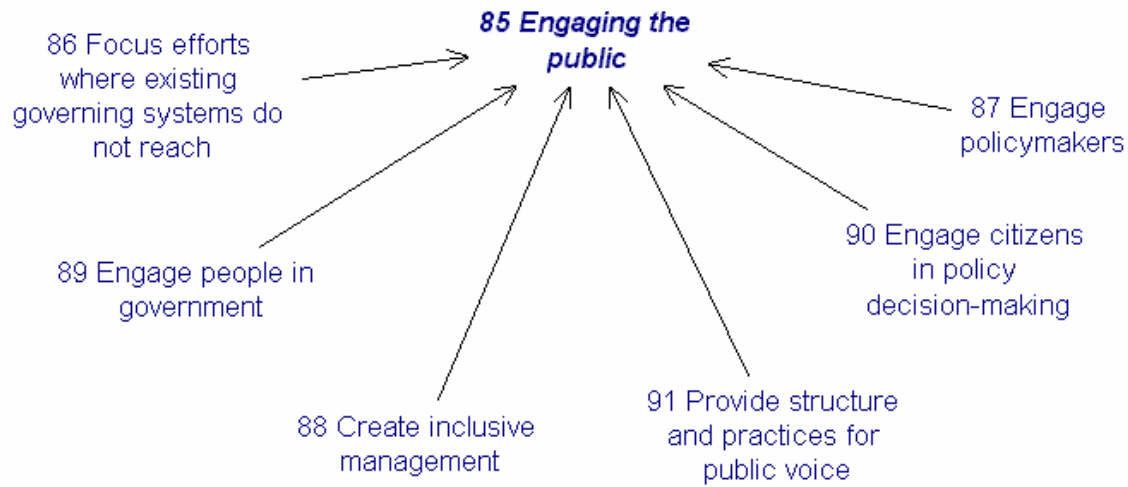 85 Engaging the
public
86 Focus efforts
where existing
governing systems do
not reach
87 Engage
policymakers
90 Engage citizens
in policy
decision-making
89 Engage people in
government
91 Provide structure
and practices for
public voice
88 Create inclusive
management